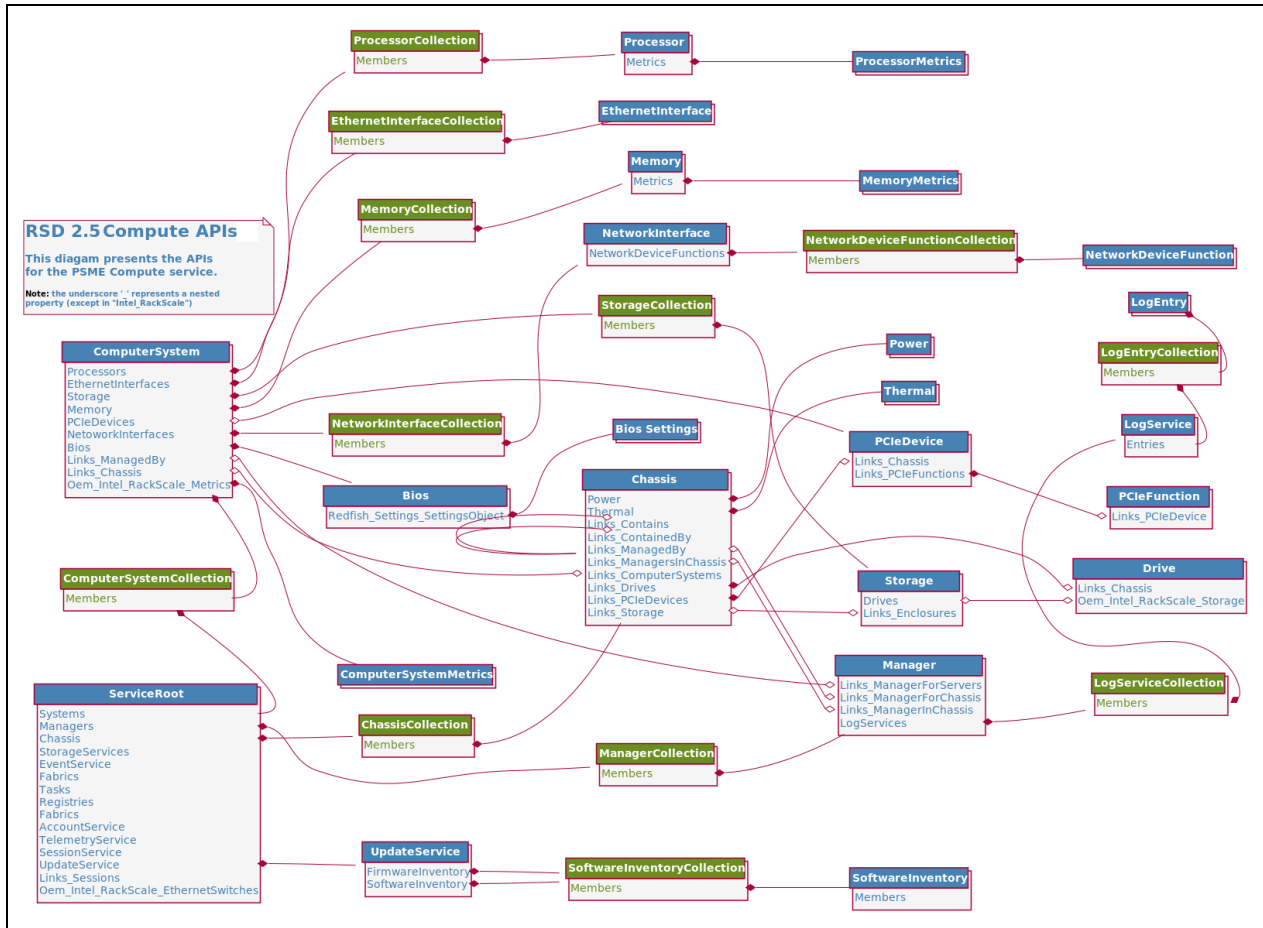 ProcessorCollection
Members
Processor
Metrics
ProcessorMetrics
EthernetInterfaceCollection
Members
EthernetInterface
Memory
Metrics
MemoryMetrics
MemoryCollection
Members
RSD 2.5 Compute APIs
This diagam presents the APIs
for the PSME Compute service.
Note: the underscore '_' represents a nested
property (except in "Intel_RackScale")
NetworkInterface
NetworkDeviceFunctions
NetworkDeviceFunctionCollection
Members
NetworkDeviceFunction
StorageCollection
Members
LogEntry
ComputerSystem
Processors
EthernetInterfaces
Storage
Memory
PCIeDevices
NetoworkInterfaces
Bios
Links_ManagedBy
Links_Chassis
Oem_Intel_RackScale_Metrics
Power
LogEntryCollection
Members
Thermal
NetworkInterfaceCollection
Members
Bios Settings
PCIeDevice
Links_Chassis
Links_PCIeFunctions
LogService
Entries
Bios
Redfish_Settings_SettingsObject
Chassis
Power
Thermal
Links_Contains
Links_ContainedBy
Links_ManagedBy
Links_ManagersInChassis
Links_ComputerSystems
Links_Drives
Links_PCIeDevices
Links_Storage
PCIeFunction
Links_PCIeDevice
ComputerSystemCollection
Members
Storage
Drives
Links_Enclosures
Drive
Links_Chassis
Oem_Intel_RackScale_Storage
ComputerSystemMetrics
Manager
Links_ManagerForServers
Links_ManagerForChassis
Links_ManagerInChassis
LogServices
LogServiceCollection
Members
ServiceRoot
Systems
Managers
Chassis
StorageServices
EventService
Fabrics
Tasks
Registries
Fabrics
AccountService
TelemetryService
SessionService
UpdateService
Links_Sessions
Oem_Intel_RackScale_EthernetSwitches
ChassisCollection
Members
ManagerCollection
Members
UpdateService
FirmwareInventory
SoftwareInventory
SoftwareInventoryCollection
Members
SoftwareInventory
Members